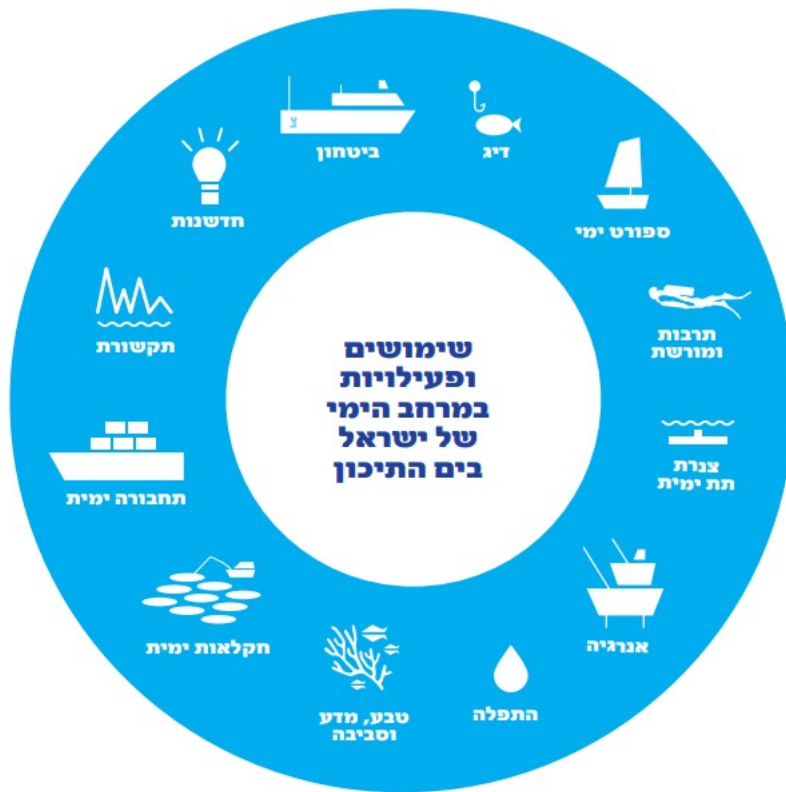 שימושים
ופעילויות
במרחב הימי
של ישראל
בים התיכון
דיג
ספורט ימי
תרבות
ומורשת
צנרת
תת ימית
אנרגיה
התפלה
טבע, מדע
וסביבה
חקלאות ימית
תחבורה ימית
תקשורת
חדשנות
ביטחון
צ